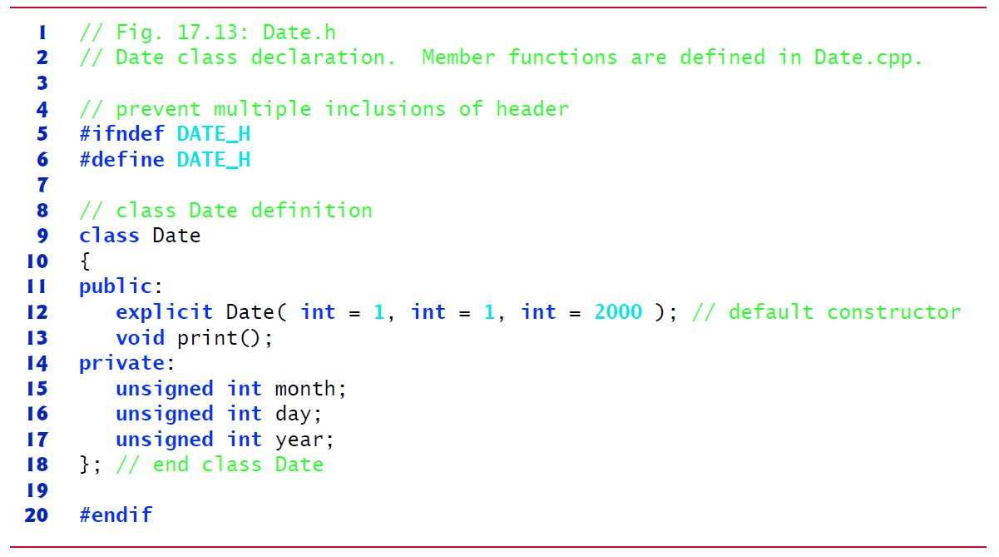 1 // Fig. 17.13: Date.h
2 // Date class declaration.  Member functions are defined in Date.cpp.
3
4 // prevent multiple inclusions of header
5 #ifndef DATE_H
6 #define DATE_H
7
8 // class Date definition
9 class Date
10 {
11 public:
12    explicit Date( int = 1, int = 1, int = 2000 ); // default constructor
13    void print();
14 private:
15    unsigned int month;
16    unsigned int day;
17    unsigned int year;
18 }; // end class Date
19
20 #endif